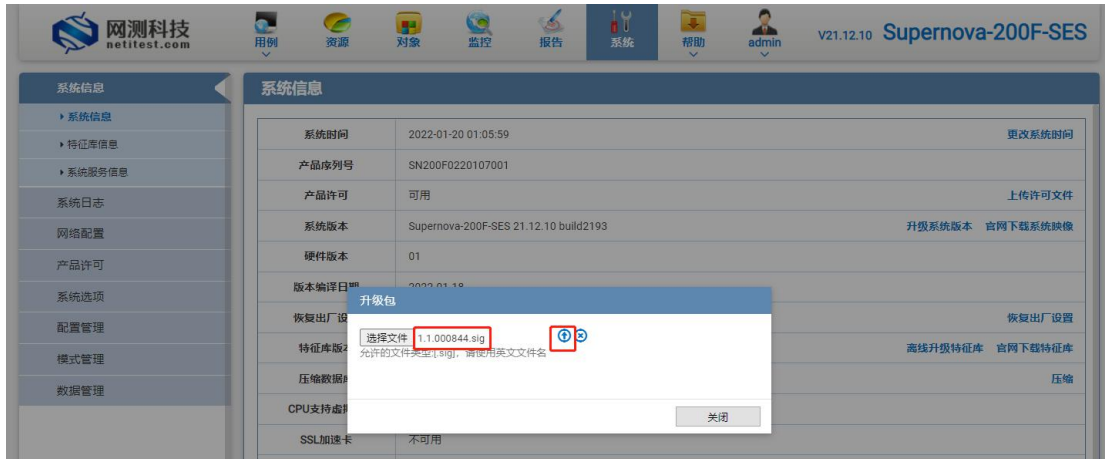 网测科技
netitest.com
用例
资源
对象
监控
报告
系统
帮助
admin
V21.12.10 Supernova-200F-SES
系统信息
系统信息
特征库信息
系统服务信息
系统日志
网络配置
产品许可
系统选项
配置管理
模式管理
数据管理
系统信息
系统时间 2022-01-20 01:05:59 更改系统时间
产品序列号 SN200F0220107001
产品许可 可用 上传许可文件
系统版本 Supernova-200F-SES 21.12.10 build2193 升级系统版本 官网下载系统映像
硬件版本 01
版本编译日期 2022-01-18
恢复出厂设 恢复出厂设置
特征库版本 离线升级特征库 官网下载特征库
压缩数据 压缩
CPU支持虚拟
SSL加速卡 不可用
升级包
选择文件 1.1.000844.sig
允许的文件类型:[.sig], 请使用英文文件名
关闭